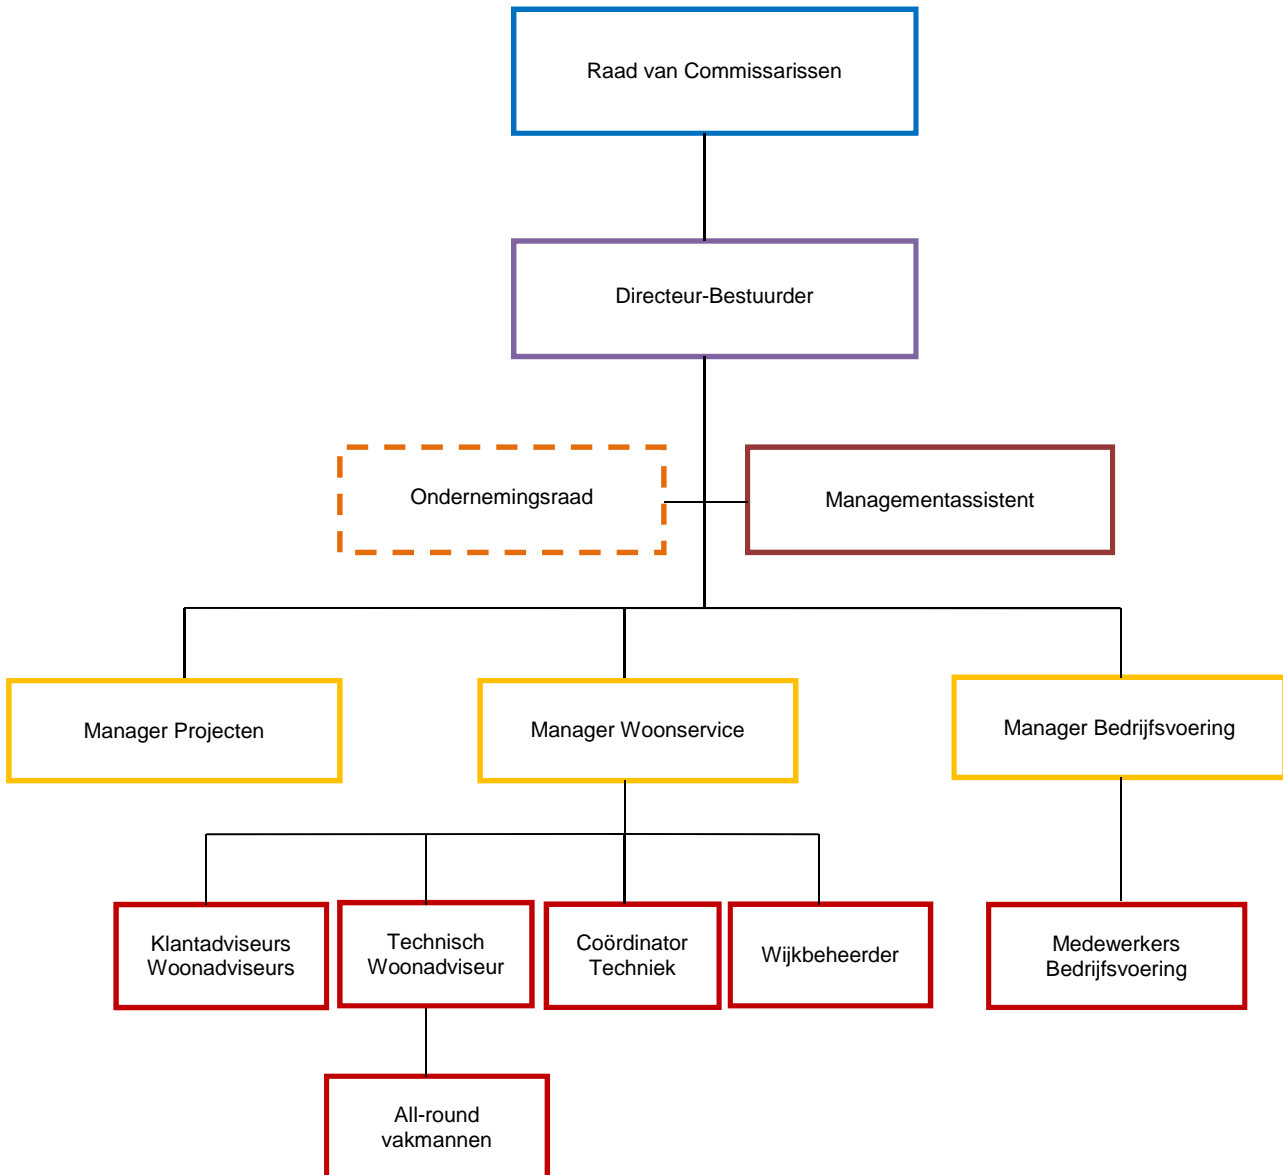 Raad van Commissarissen
Directeur-Bestuurder
Ondernemingsraad
Managementassistent
Manager Projecten
Manager Woonservice
Manager Bedrijfsvoering
Klantadviseurs
Woonadviseurs
Technisch
Woonadviseur
Coördinator
Techniek
Wijkbeheerder
Medewerkers
Bedrijfsvoering
All-round
vakmannen